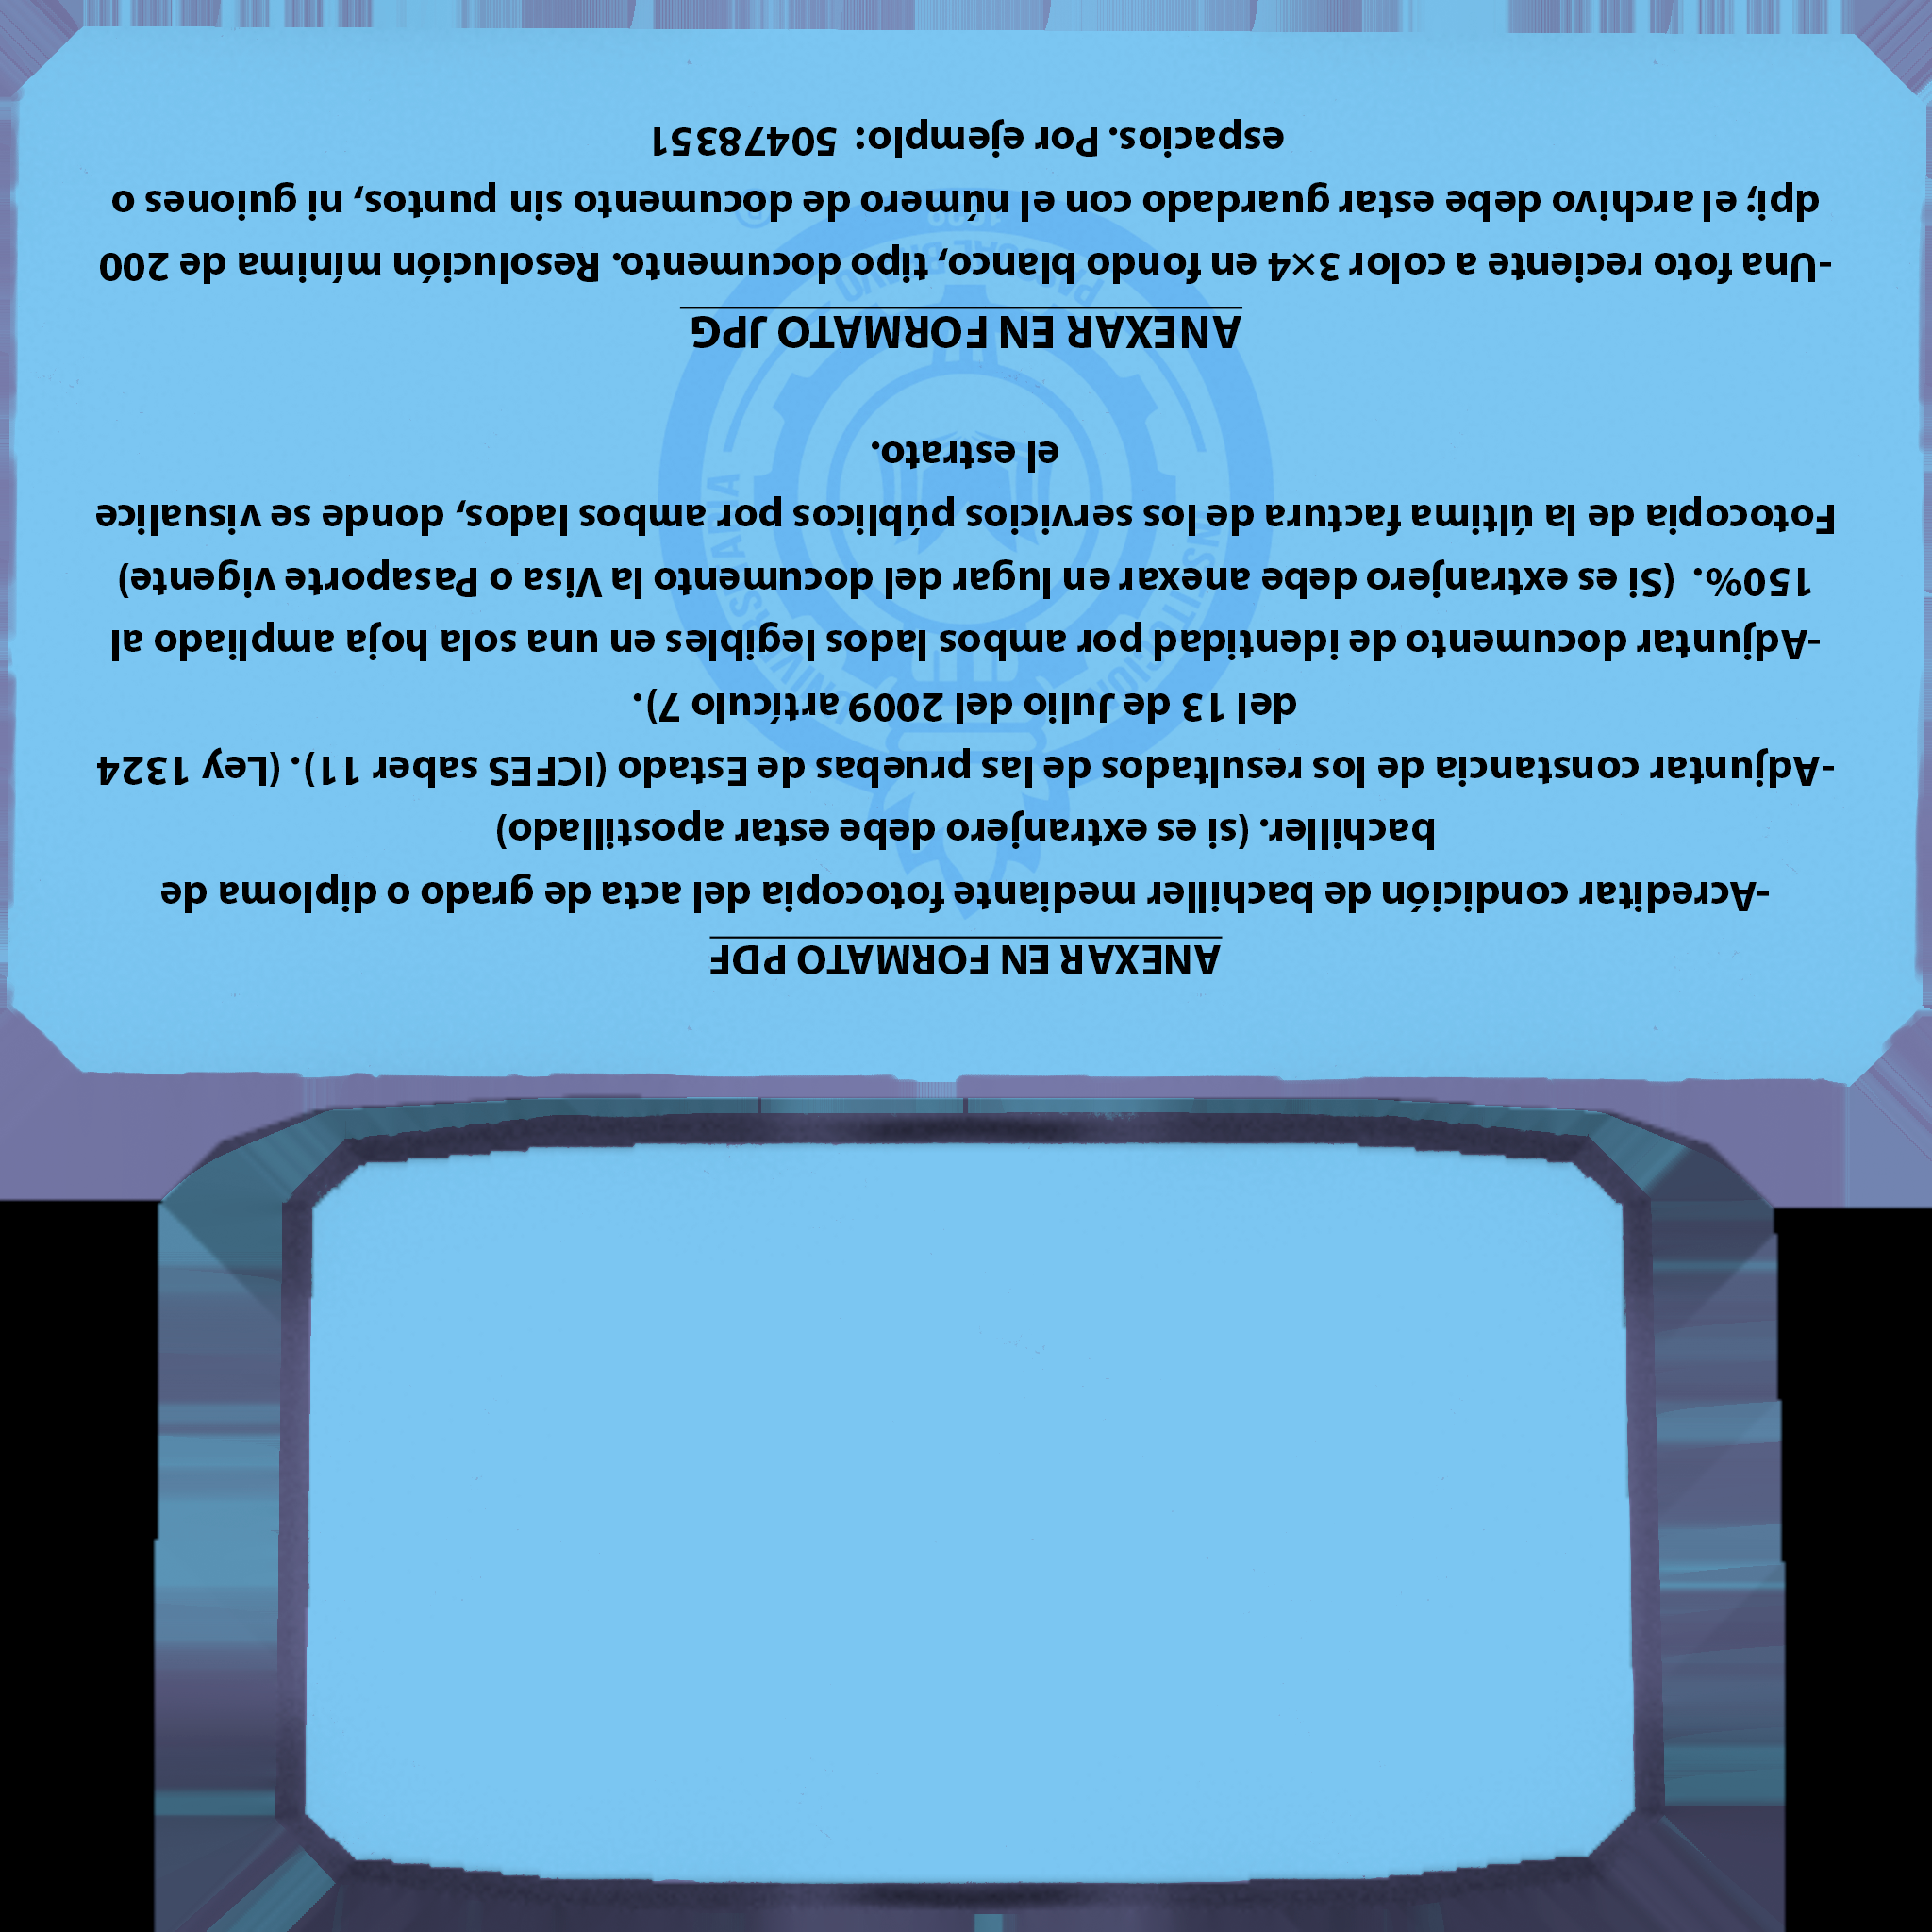 ANEXAR EN FORMATO PDF
-Acreditar condición de bachiller mediante fotocopia del acta de grado o diploma de
bachiller. (si es extranjero debe estar apostillado)
-Adjuntar constancia de los resultados de las pruebas de Estado (ICFES saber 11). (Ley 1324
del 13 de Julio del 2009 artículo 7).
-Adjuntar documento de identidad por ambos lados legibles en una sola hoja ampliado al
150%. (Si es extranjero debe anexar en lugar del documento la Visa o Pasaporte vigente)
Fotocopia de la última factura de los servicios públicos por ambos lados, donde se visualice
el estrato.
ANEXAR EN FORMATO JPG
-Una foto reciente a color 3×4 en fondo blanco, tipo documento. Resolución mínima de 200
dpi; el archivo debe estar guardado con el número de documento sin puntos, ni guiones o
espacios. Por ejemplo: 50478351